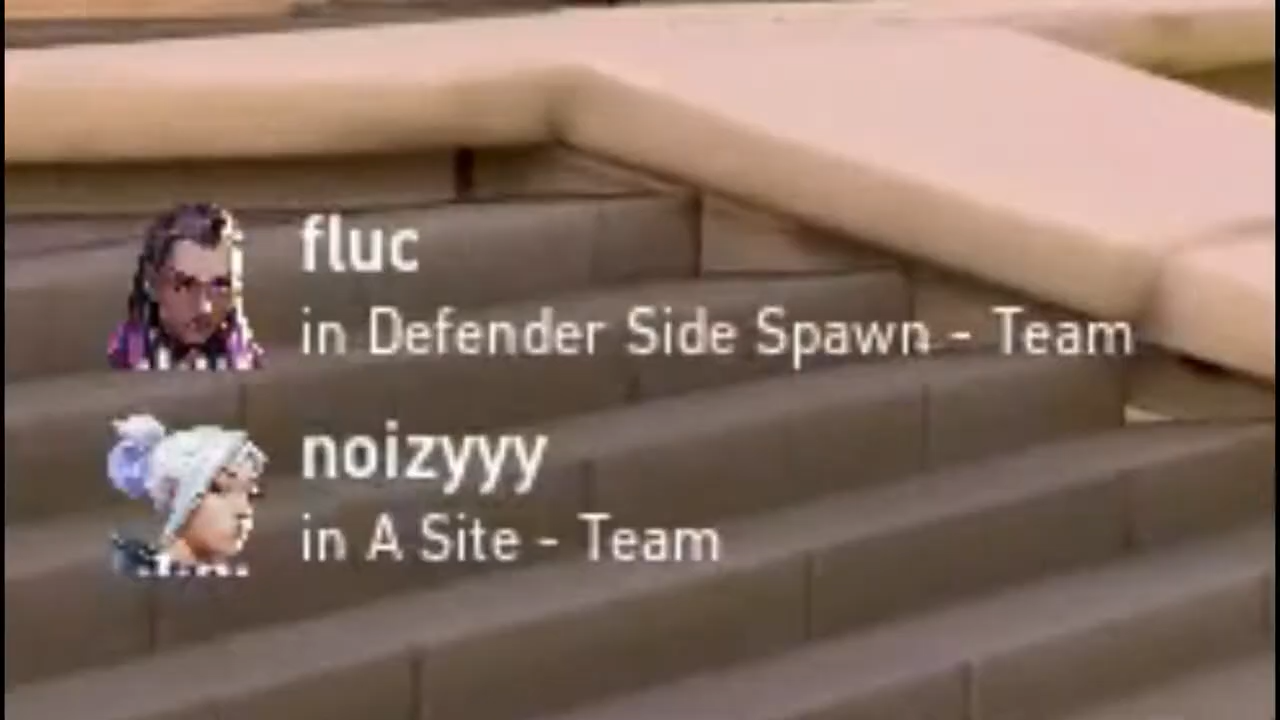 fluc
in Defender Side Spawn - Team
noizyyy
in A Site - Team